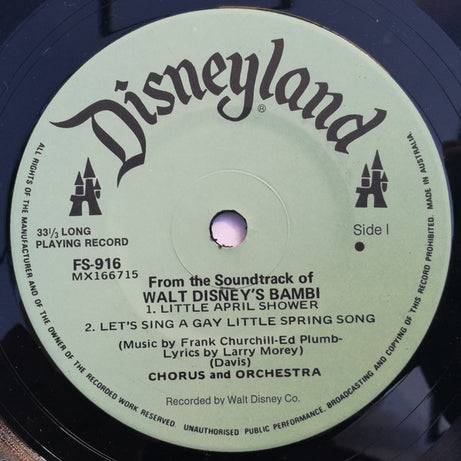 Disneyland®
33⅓ LONG
PLAYING RECORD
Side I
FS-916
MX166715
From the Soundtrack of
WALT DISNEY'S BAMBI
1. LITTLE APRIL SHOWER
2. LET'S SING A GAY LITTLE SPRING SONG
(Music by Frank Churchill-Ed Plumb-
Lyrics by Larry Morey)
(Davis)
CHORUS and ORCHESTRA
Recorded by Walt Disney Co.
ALL RIGHTS OF THE MANUFACTURER AND OF THE OWNER OF THE RECORDED WORK RESERVED. UNAUTHORISED PUBLIC PERFORMANCE, BROADCASTING AND COPYING OF THIS RECORD PROHIBITED. MADE IN AUSTRALIA.